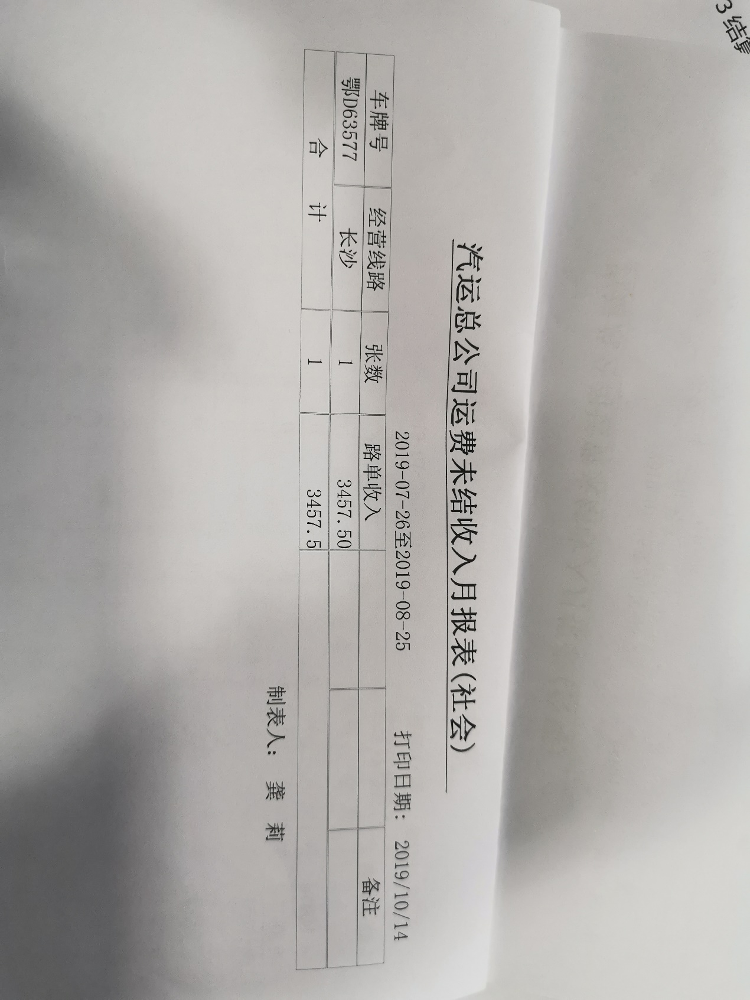 3 结算
汽运总公司运费未结收入月报表(社会)
2019-07-26至2019-08-25 打印日期: 2019/10/14
车牌号 经营线路 张数 路单收入 备注
鄂D63577 长沙 1 3457.50
合 计 1 3457.5
制表人: 龚 莉